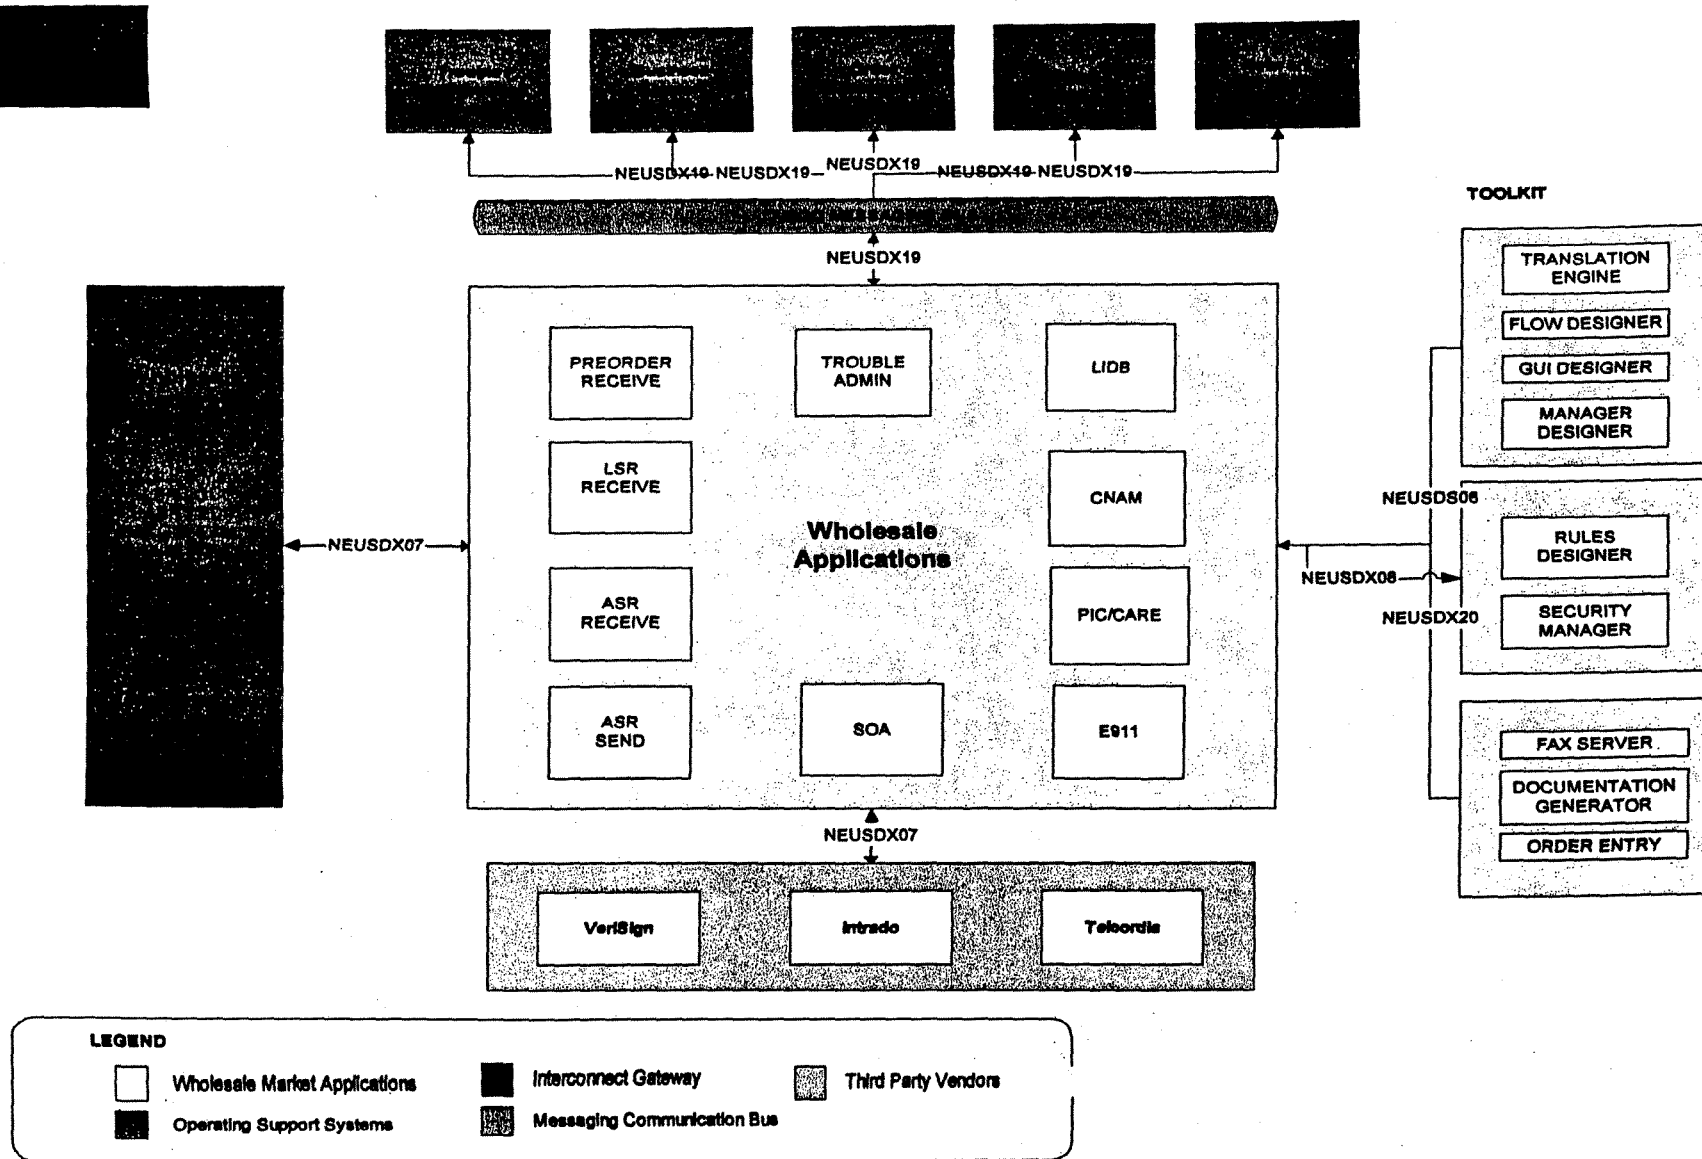 NEUSDX19
NEUSDX19 NEUSDX19
NEUSDX19 NEUSDX19
TOOLKIT
NEUSDX19
TRANSLATION
ENGINE
FLOW DESIGNER
GUI DESIGNER
MANAGER
DESIGNER
PREORDER
RECEIVE
TROUBLE
ADMIN
LIDB
LSR
RECEIVE
CNAM
Wholesale
Applications
NEUSDX07
ASR
RECEIVE
PIC/CARE
ASR
SEND
SOA
E911
NEUSDS06
NEUSDX06
NEUSDX20
RULES
DESIGNER
SECURITY
MANAGER
FAX SERVER
DOCUMENTATION
GENERATOR
ORDER ENTRY
NEUSDX07
VeriSign
Intrado
Telcordia
LEGEND
Wholesale Market Applications
Interconnect Gateway
Third Party Vendors
Operating Support Systems
Messaging Communication Bus